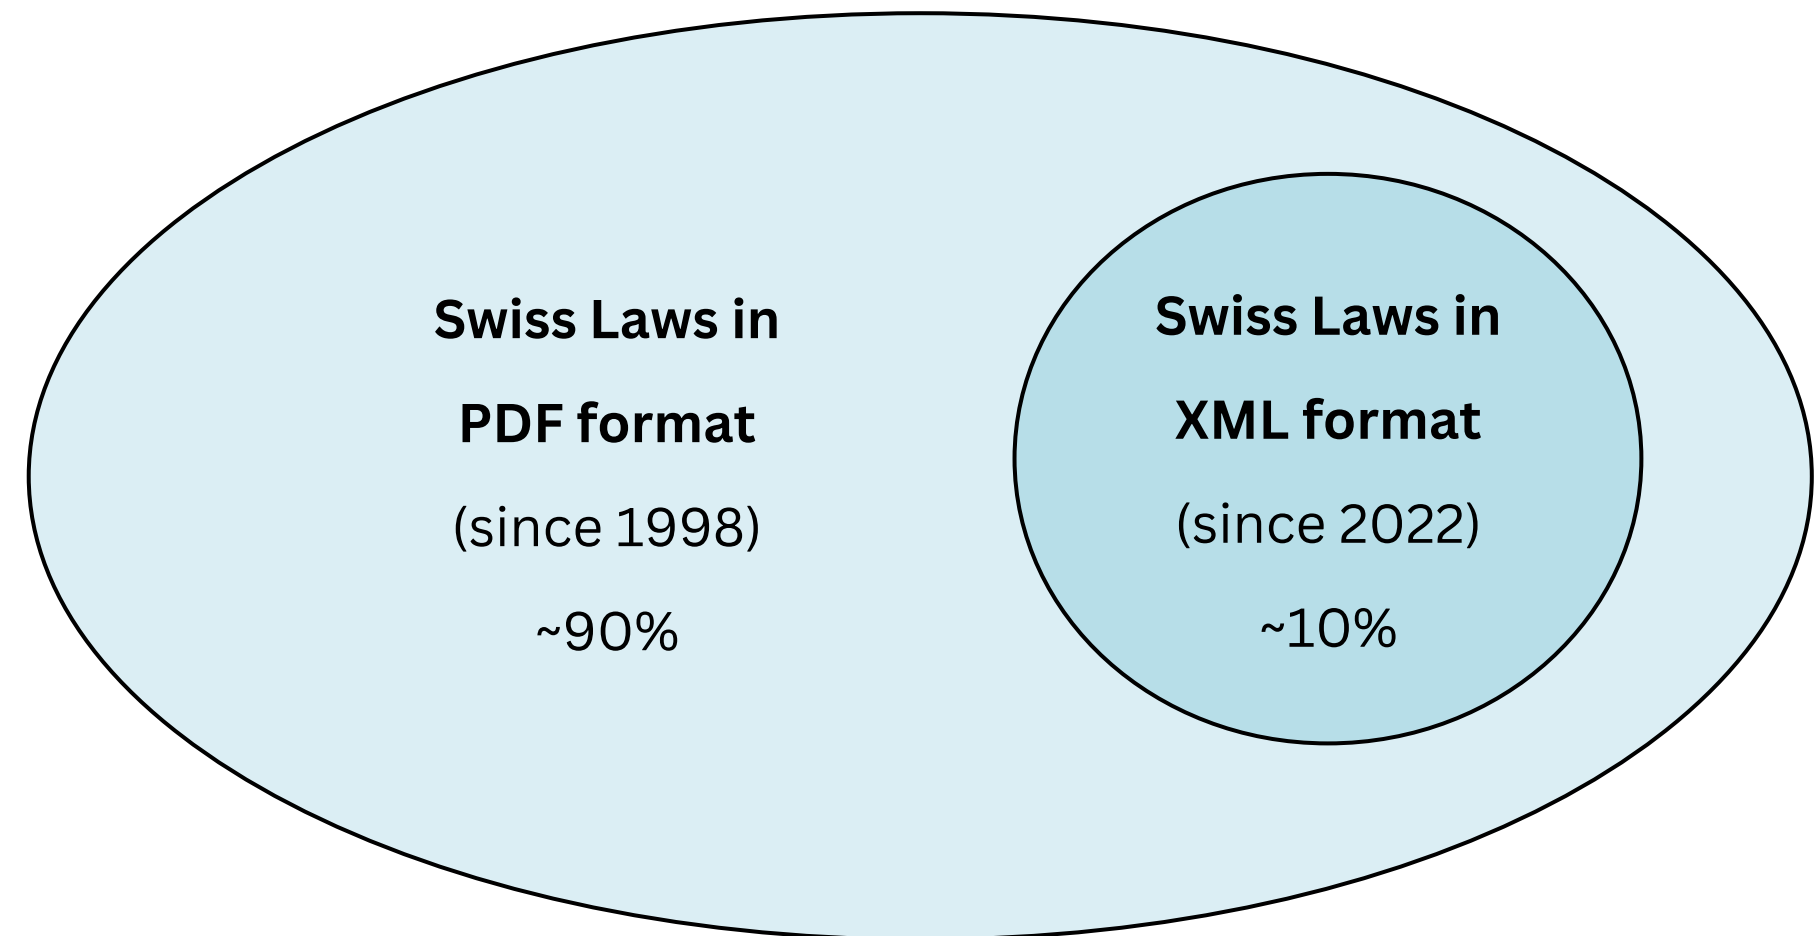 Swiss Laws in
PDF format
(since 1998)
~90%
Swiss Laws in
XML format
(since 2022)
~10%